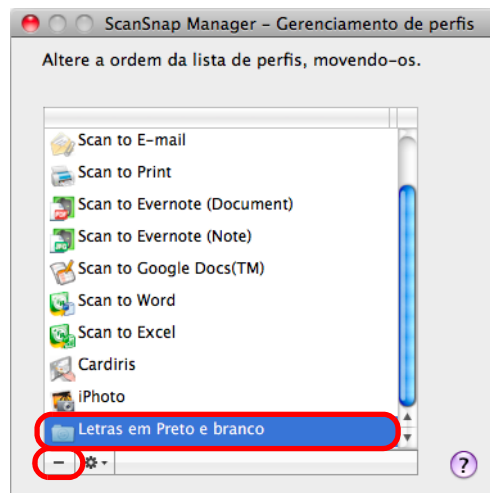 ScanSnap Manager – Gerenciamento de perfis
Altere a ordem da lista de perfis, movendo-os.
Scan to E-mail
Scan to Print
Scan to Evernote (Document)
Scan to Evernote (Note)
Scan to Google Docs(TM)
Scan to Word
Scan to Excel
Cardiris
iPhoto
Letras em Preto e branco
?